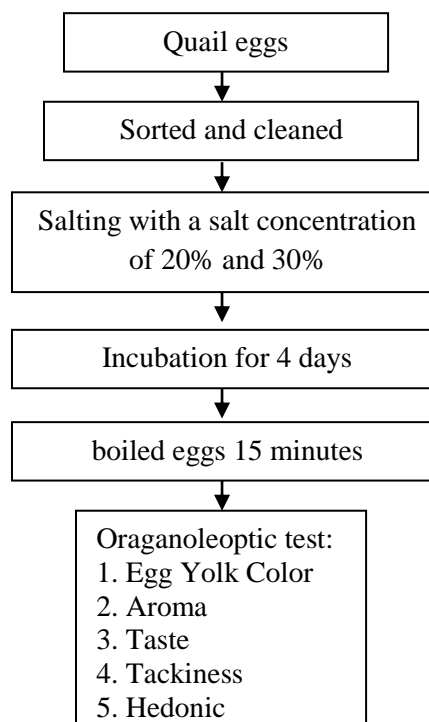 Quail eggs
Sorted and cleaned
Salting with a salt concentration
of 20% and 30%
Incubation for 4 days
boiled eggs 15 minutes
Oraganoleoptic test:
1. Egg Yolk Color
2. Aroma
3. Taste
4. Tackiness
5. Hedonic